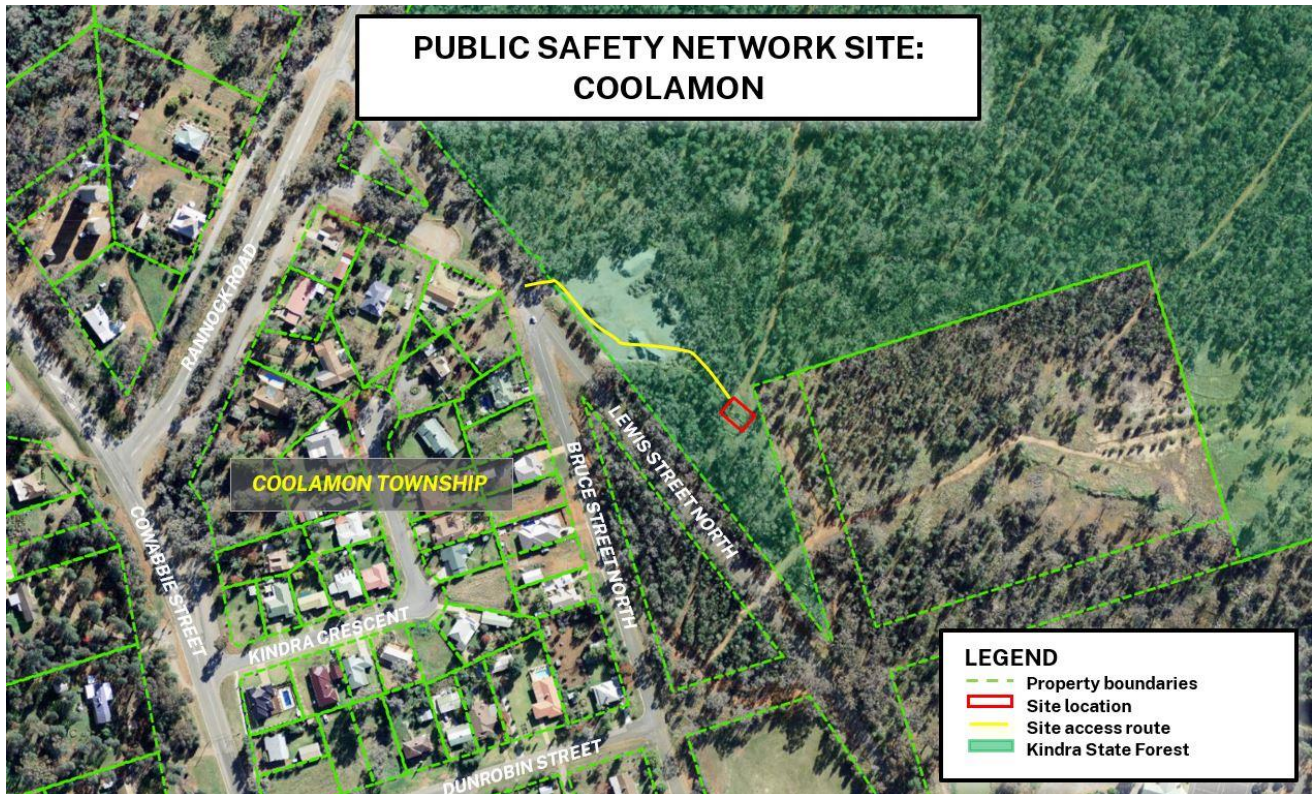 PUBLIC SAFETY NETWORK SITE:
COOLAMON
RANNOCK ROAD
COOLAMON TOWNSHIP
LEWIS STREET NORTH
BRUCE STREET NORTH
COWABBIE STREET
KINDRA CRESCENT
DUNROBIN STREET
LEGEND
Property boundaries
Site location
Site access route
Kindra State Forest